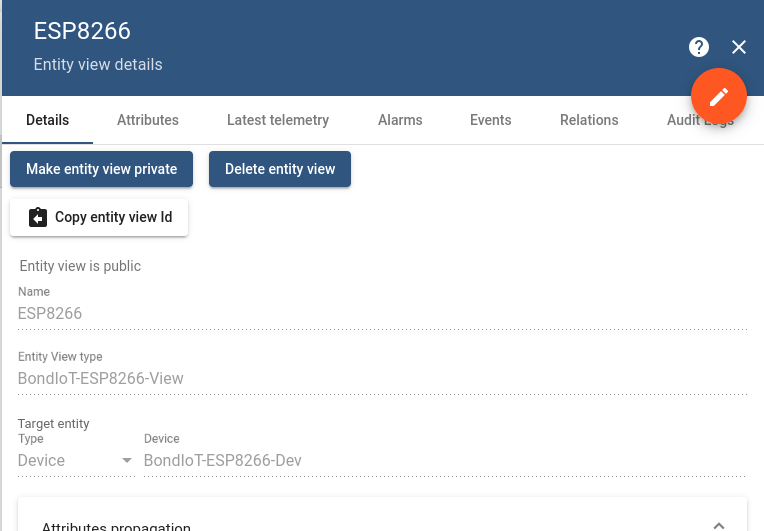 ESP8266
Entity view details
Details Attributes Latest telemetry Alarms Events Relations Audit Logs
Make entity view private Delete entity view
Copy entity view Id
Entity view is public
Name
ESP8266
Entity View type
BondIoT-ESP8266-View
Target entity
Type Device
Device BondIoT-ESP8266-Dev
Attributes propagation